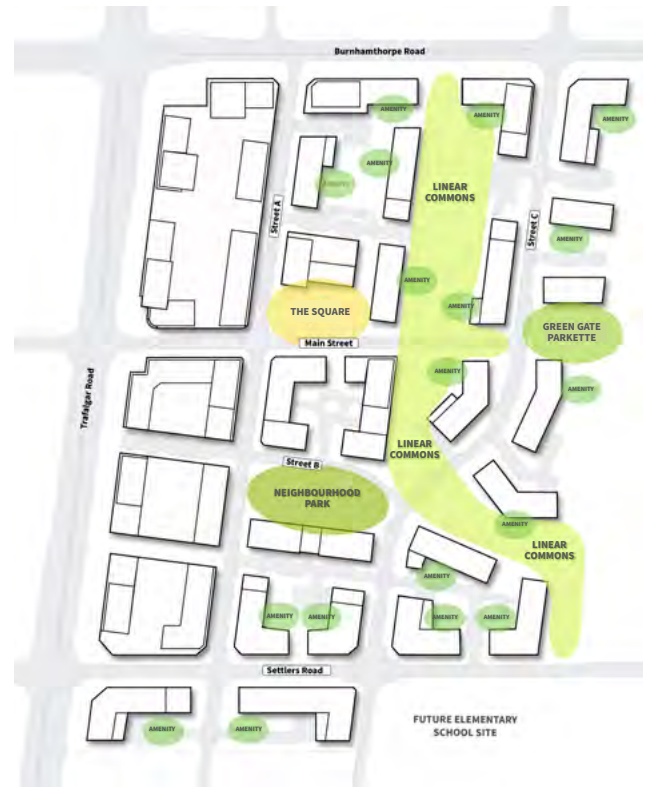 Burnhamthorpe Road
AMENITY
AMENITY
AMENITY
AMENITY
AMENITY
LINEAR
COMMONS
Street A
Street C
AMENITY
AMENITY
AMENITY
THE SQUARE
GREEN GATE
PARKETTE
Main Street
AMENITY
AMENITY
Trafalgar Road
LINEAR
COMMONS
Street B
NEIGHBOURHOOD
PARK
AMENITY
LINEAR
COMMONS
AMENITY
AMENITY
AMENITY
AMENITY
AMENITY
Settlers Road
FUTURE ELEMENTARY
SCHOOL SITE
AMENITY
AMENITY